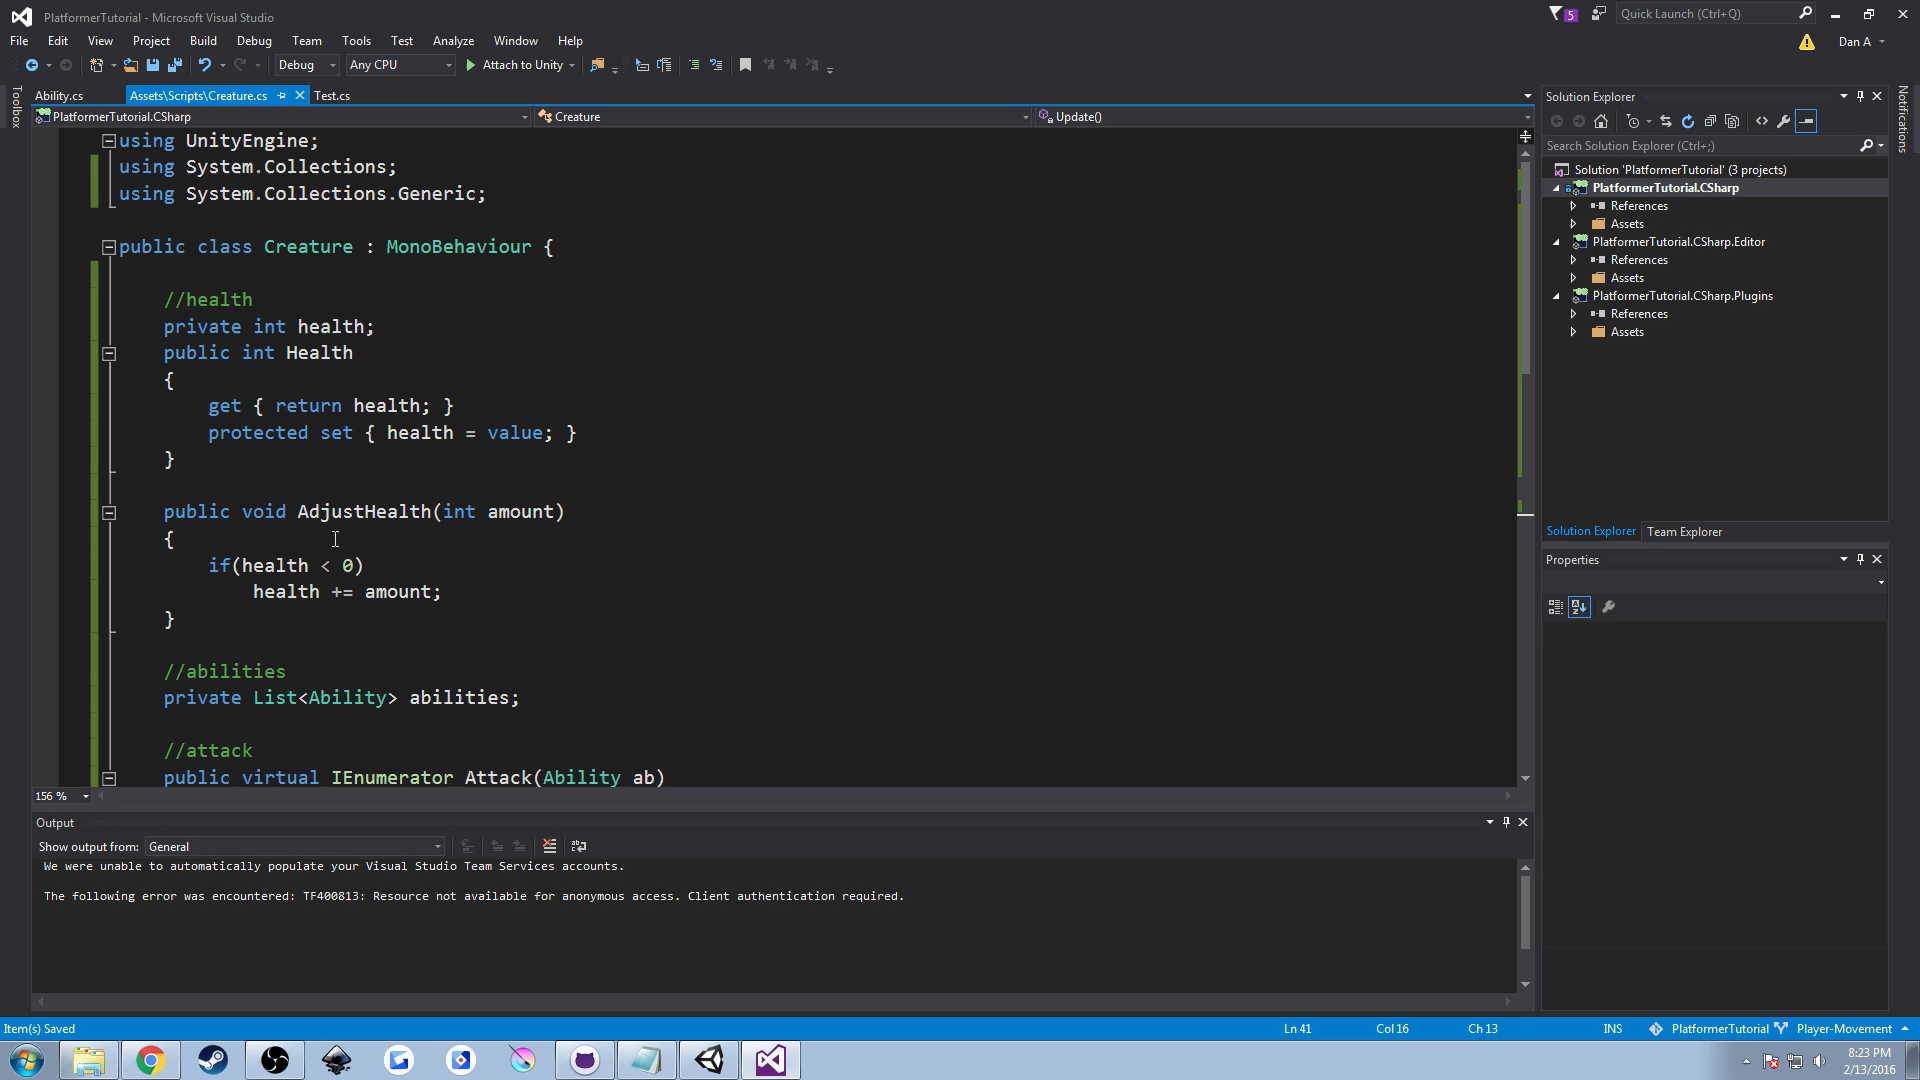 PlatformerTutorial - Microsoft Visual Studio
5
Quick Launch (Ctrl+Q)
File Edit View Project Build Debug Team Tools Test Analyze Window Help
Dan A
Debug Any CPU Attach to Unity
Toolbox
Ability.cs Assets\Scripts\Creature.cs Test.cs
PlatformerTutorial.CSharp Creature Update()
using UnityEngine;
using System.Collections;
using System.Collections.Generic;
public class Creature : MonoBehaviour {
//health
private int health;
public int Health
{
get { return health; }
protected set { health = value; }
}
public void AdjustHealth(int amount)
{
if(health < 0)
health += amount;
}
//abilities
private List<Ability> abilities;
//attack
public virtual IEnumerator Attack(Ability ab)
156 %
Output
Show output from: General
We were unable to automatically populate your Visual Studio Team Services accounts.
The following error was encountered: TF400813: Resource not available for anonymous access. Client authentication required.
Solution Explorer
Search Solution Explorer (Ctrl+;)
Solution 'PlatformerTutorial' (3 projects)
PlatformerTutorial.CSharp
References
Assets
PlatformerTutorial.CSharp.Editor
References
Assets
PlatformerTutorial.CSharp.Plugins
References
Assets
Solution Explorer Team Explorer
Properties
Notifications
Item(s) Saved Ln 41 Col 16 Ch 13 INS PlatformerTutorial Player-Movement
8:23 PM
2/13/2016